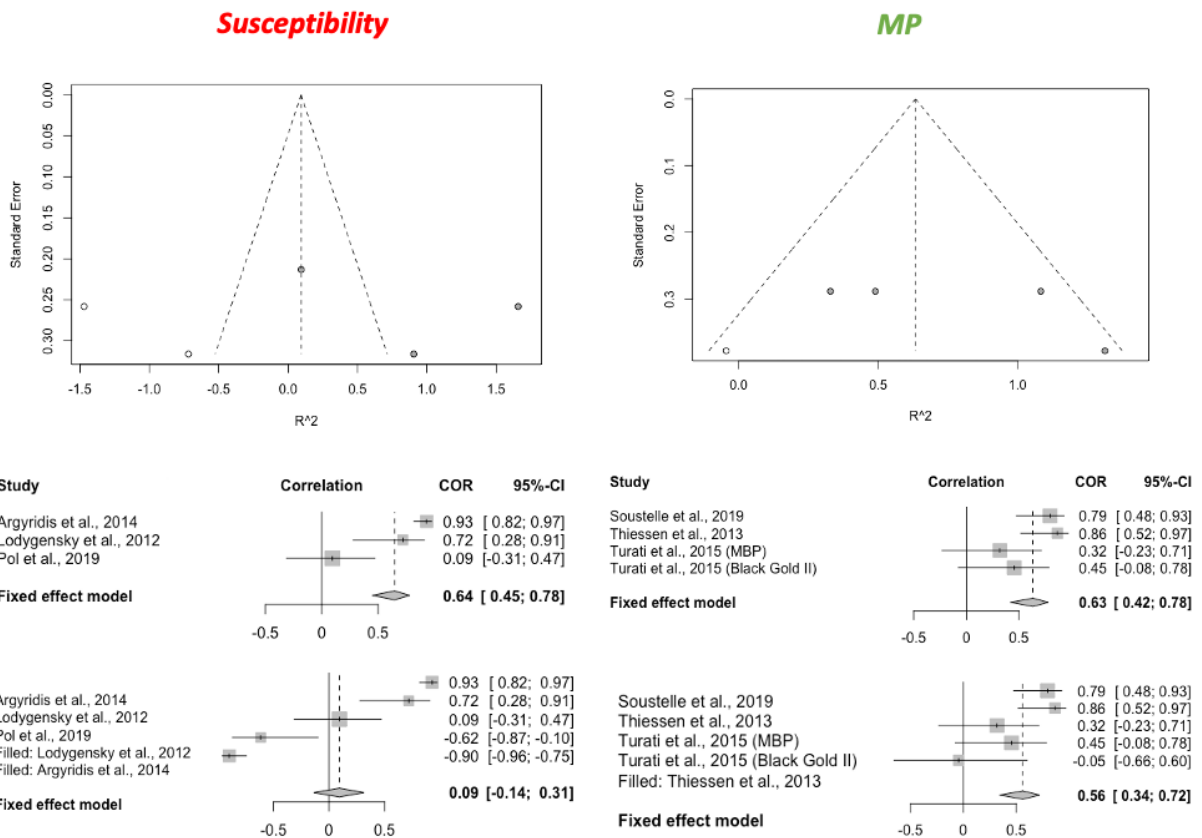 Susceptibility
MP
0.00
0.05
0.10
0.15
0.20
0.25
0.30
Standard Error
-1.5
-1.0
-0.5
0.0
0.5
1.0
1.5
R^2
0.0
0.1
0.2
0.3
Standard Error
0.0
0.5
1.0
R^2
Study Correlation COR 95%-CI
Argyridis et al., 2014 0.93 [ 0.82; 0.97]
Lodygensky et al., 2012 0.72 [ 0.28; 0.91]
Pol et al., 2019 0.09 [-0.31; 0.47]
Fixed effect model 0.64 [ 0.45; 0.78]
-0.5 0 0.5
Study Correlation COR 95%-CI
Soustelle et al., 2019 0.79 [ 0.48; 0.93]
Thiessen et al., 2013 0.86 [ 0.52; 0.97]
Turati et al., 2015 (MBP) 0.32 [-0.23; 0.71]
Turati et al., 2015 (Black Gold II) 0.45 [-0.08; 0.78]
Fixed effect model 0.63 [ 0.42; 0.78]
-0.5 0 0.5
0.93 [ 0.82; 0.97]
Argyridis et al., 2014 0.72 [ 0.28; 0.91]
Lodygensky et al., 2012 0.09 [-0.31; 0.47]
Pol et al., 2019 -0.62 [-0.87; -0.10]
Filled: Lodygensky et al., 2012 -0.90 [-0.96; -0.75]
Filled: Argyridis et al., 2014
Fixed effect model 0.09 [-0.14; 0.31]
-0.5 0 0.5
Soustelle et al., 2019 0.79 [ 0.48; 0.93]
Thiessen et al., 2013 0.86 [ 0.52; 0.97]
Turati et al., 2015 (MBP) 0.32 [-0.23; 0.71]
Turati et al., 2015 (Black Gold II) 0.45 [-0.08; 0.78]
Filled: Thiessen et al., 2013 -0.05 [-0.66; 0.60]
Fixed effect model 0.56 [ 0.34; 0.72]
-0.5 0 0.5